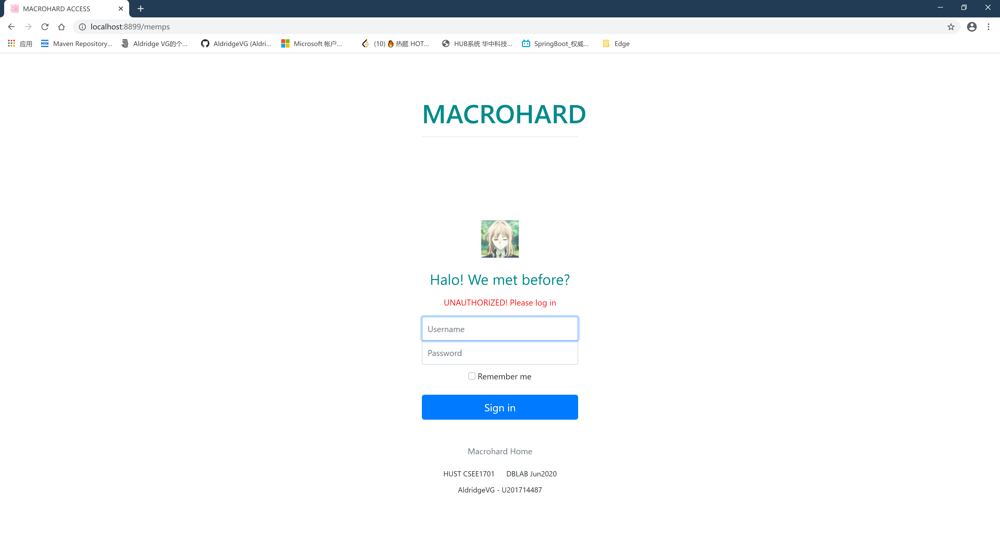 MACROHARD ACCESS
localhost:8899/memps
应用 Maven Repository... Aldridge VG的个... AldridgeVG (Aldri... Microsoft 帐户... (10) 🔥 热题 HOT... HUB系统 华中科技... SpringBoot_权威... Edge
MACROHARD
Halo! We met before?
UNAUTHORIZED! Please log in
Username
Password
Remember me
Sign in
Macrohard Home
HUST CSEE1701 DBLAB Jun2020
AldridgeVG - U201714487